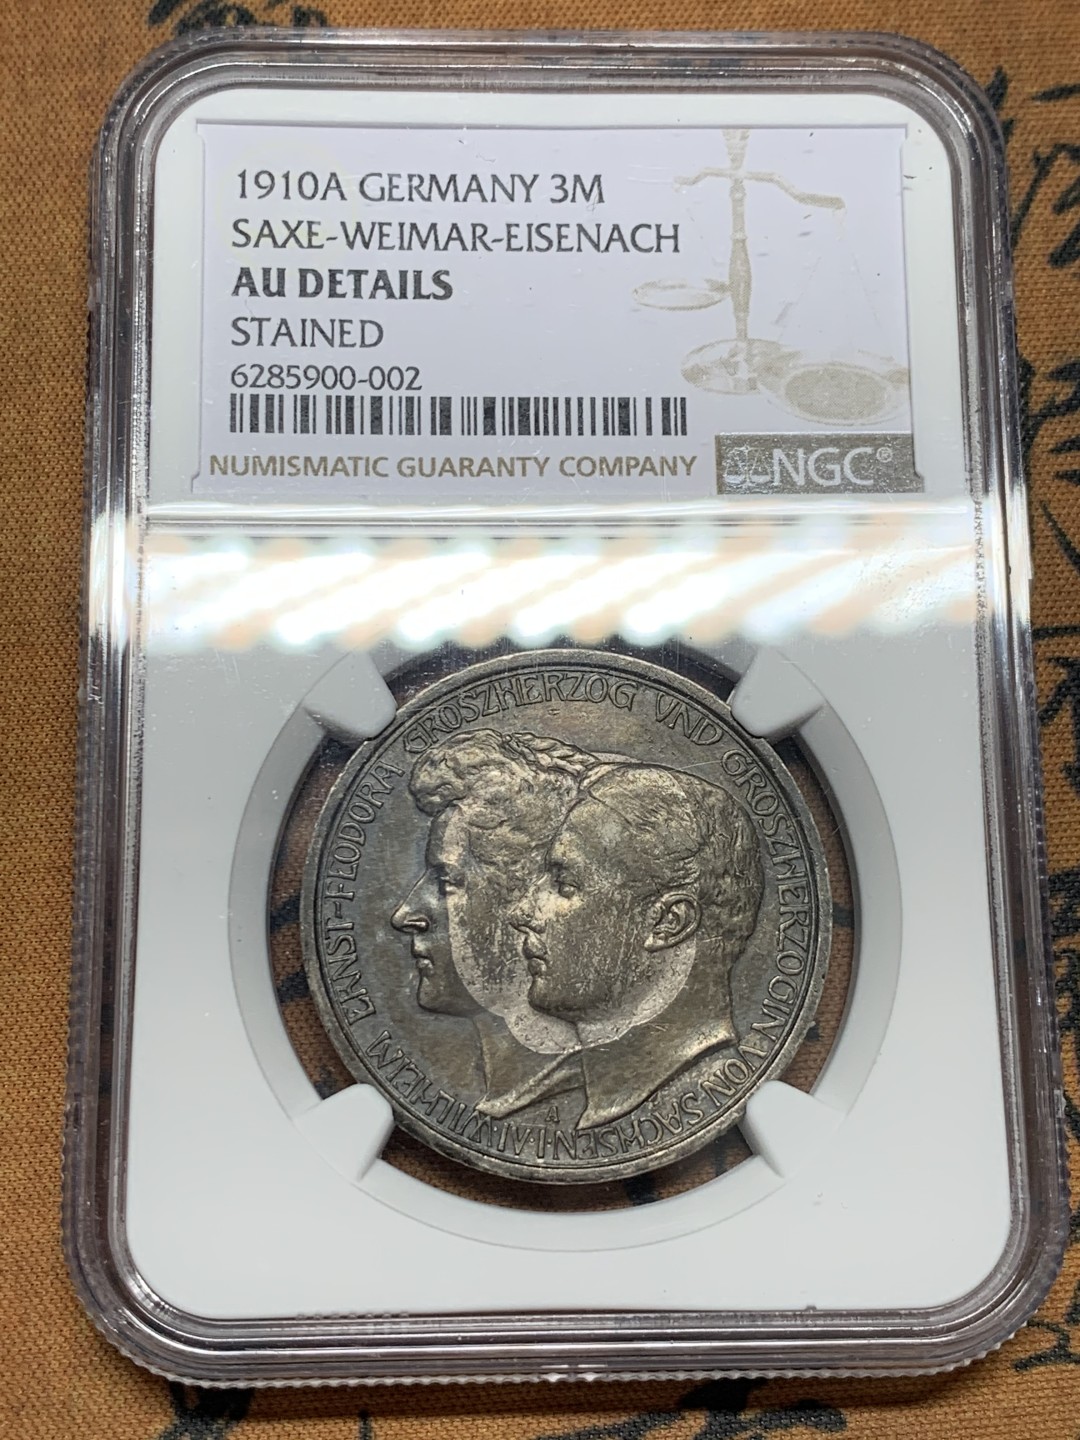 1910A GERMANY 3M
SAXE-WEIMAR-EISENACH
AU DETAILS
STAINED
6285900-002
NUMISMATIC GUARANTY COMPANY
NGC®
WILHELM ERNST-FEODORA GROSZHERZOG VND GROSZHERZOGIN·VON SACHSEN·
A